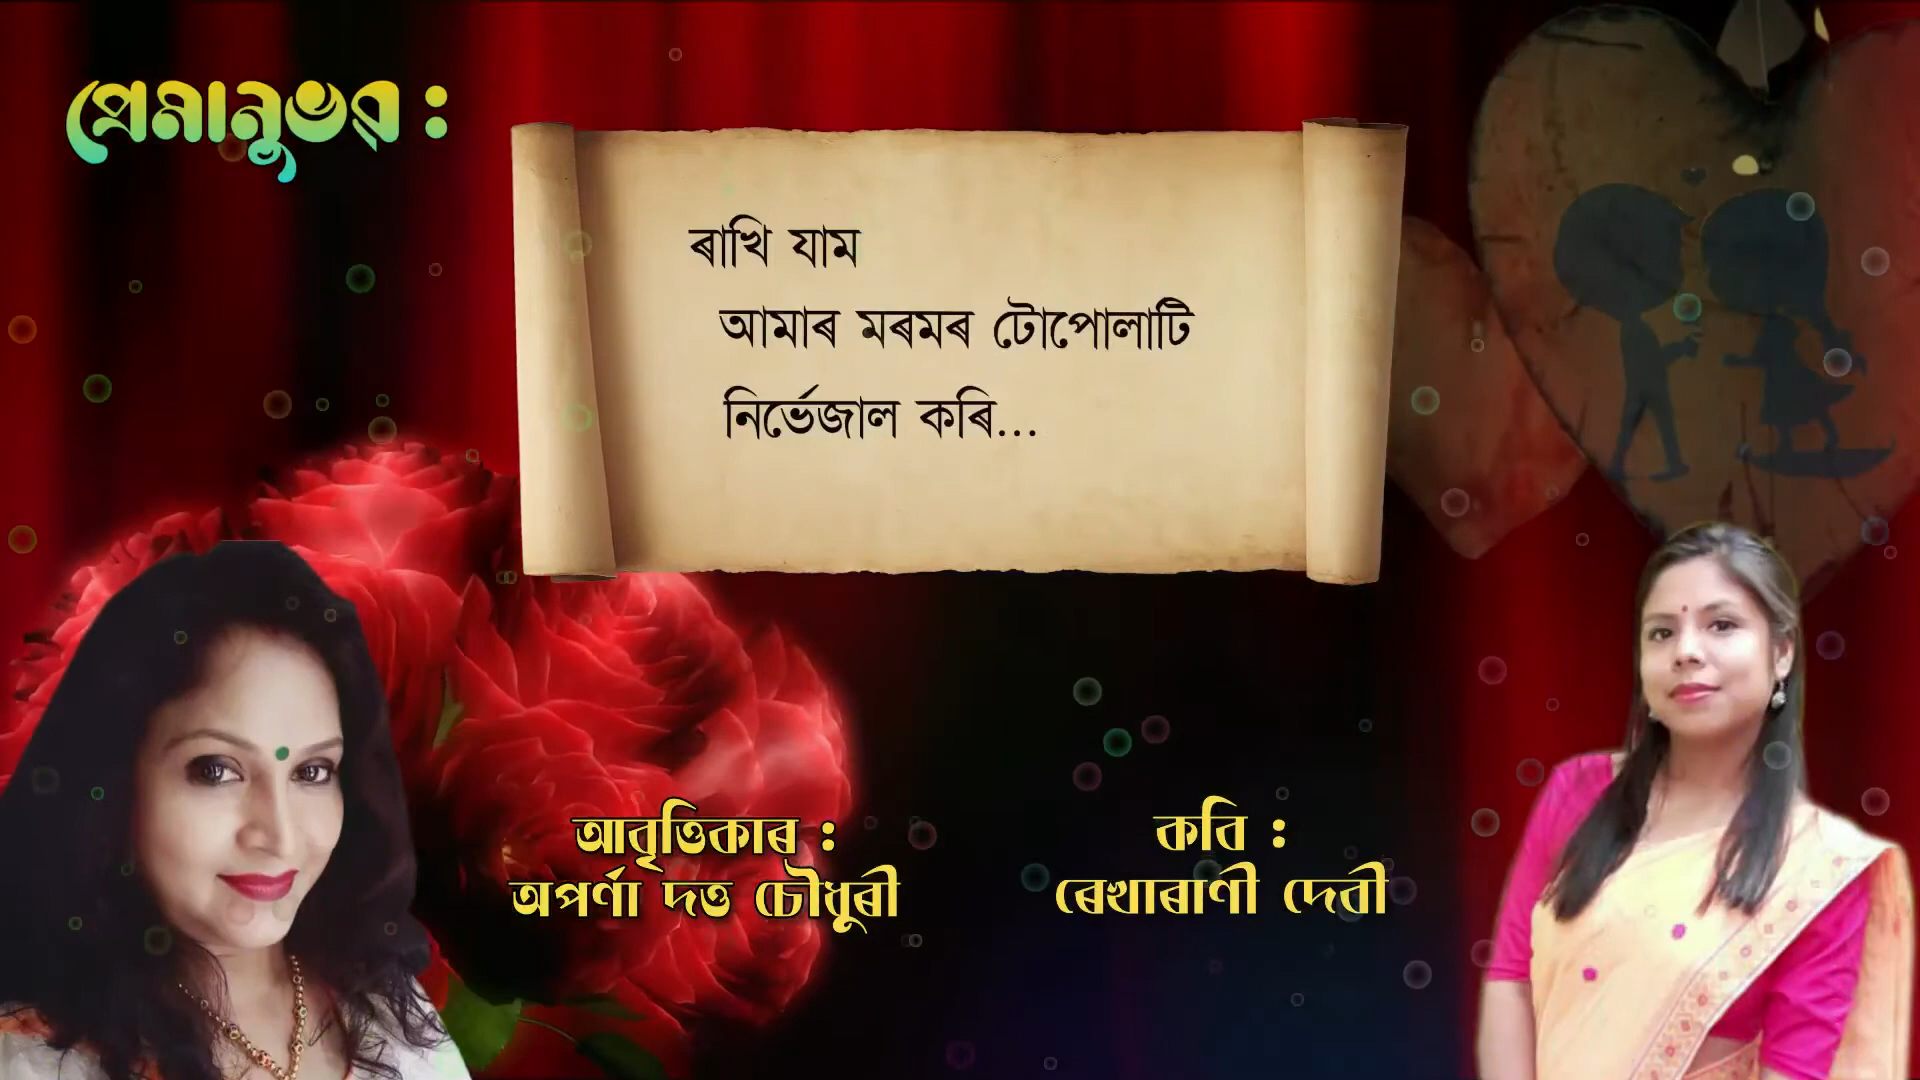 প্ৰেমানুভৱ :
ৰাখি যাম
আমাৰ মৰমৰ টোপোলাটি
নিৰ্ভেজাল কৰি...
আবৃত্তিকাৰ :
অপৰ্ণা দত্ত চৌধুৰী
কবি :
ৰেখাৰাণী দেবী